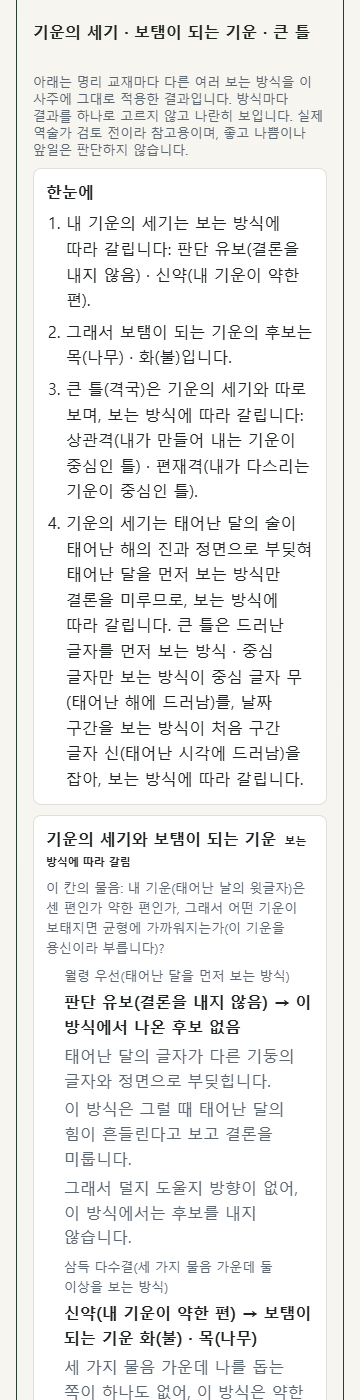 기운의 세기 · 보탬이 되는 기운 · 큰 틀
아래는 명리 교재마다 다른 여러 보는 방식을 이
사주에 그대로 적용한 결과입니다. 방식마다
결과를 하나로 고르지 않고 나란히 보입니다. 실제
역술가 검토 전이라 참고용이며, 좋고 나쁨이나
앞일은 판단하지 않습니다.
한눈에
1. 내 기운의 세기는 보는 방식에
따라 갈립니다: 판단 유보(결론을
내지 않음) · 신약(내 기운이 약한
편).
2. 그래서 보탬이 되는 기운의 후보는
목(나무) · 화(불)입니다.
3. 큰 틀(격국)은 기운의 세기와 따로
보며, 보는 방식에 따라 갈립니다:
상관격(내가 만들어 내는 기운이
중심인 틀) · 편재격(내가 다스리는
기운이 중심인 틀).
4. 기운의 세기는 태어난 달의 술이
태어난 해의 진과 정면으로 부딪혀
태어난 달을 먼저 보는 방식만
결론을 미루므로, 보는 방식에
따라 갈립니다. 큰 틀은 드러난
글자를 먼저 보는 방식 · 중심
글자만 보는 방식이 중심 글자 무
(태어난 해에 드러남)를, 날짜
구간을 보는 방식이 처음 구간
글자 신(태어난 시각에 드러남)을
잡아, 보는 방식에 따라 갈립니다.
기운의 세기와 보탬이 되는 기운 보는
방식에 따라 갈림
이 칸의 물음: 내 기운(태어난 날의 윗글자)은
센 편인가 약한 편인가, 그래서 어떤 기운이
보태지면 균형에 가까워지는가(이 기운을
용신이라 부릅니다)?
월령 우선(태어난 달을 먼저 보는 방식)
판단 유보(결론을 내지 않음) → 이
방식에서 나온 후보 없음
태어난 달의 글자가 다른 기둥의
글자와 정면으로 부딪힙니다.
이 방식은 그럴 때 태어난 달의
힘이 흔들린다고 보고 결론을
미룹니다.
그래서 덜지 도울지 방향이 없어,
이 방식에서는 후보를 내지
않습니다.
삼득 다수결(세 가지 물음 가운데 둘
이상을 보는 방식)
신약(내 기운이 약한 편) → 보탬이
되는 기운 화(불) · 목(나무)
세 가지 물음 가운데 나를 돕는
쪽이 하나도 없어, 이 방식은 약한